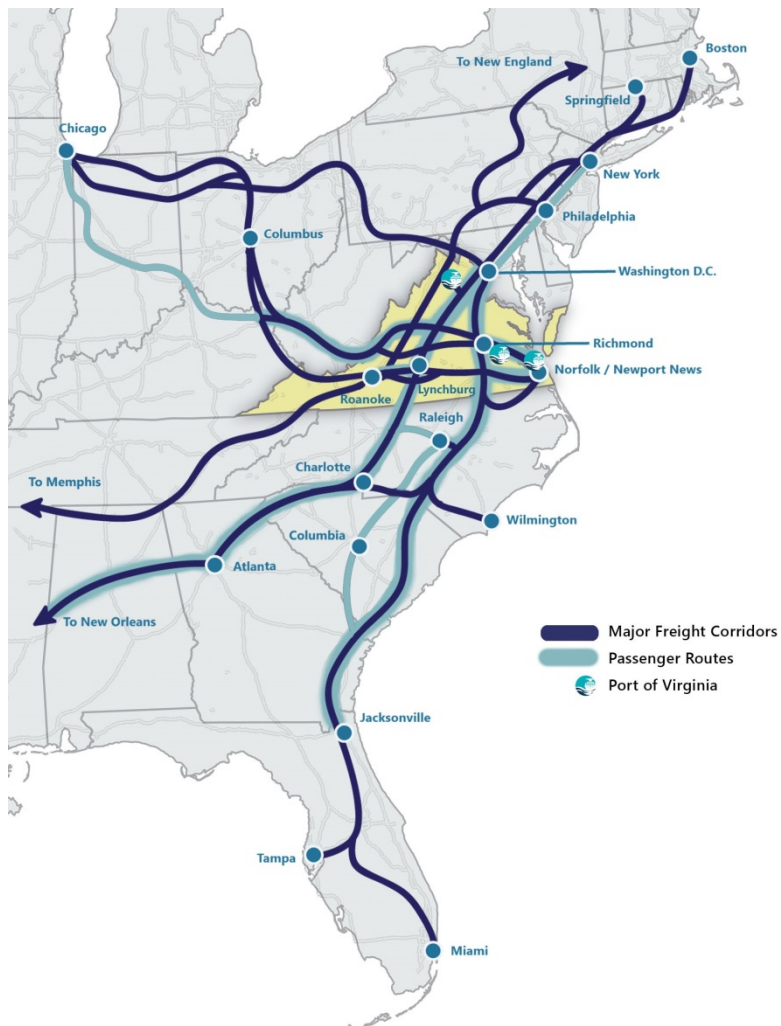 Boston
To New England
Springfield
Chicago
New York
Philadelphia
Columbus
Washington D.C.
Richmond
Norfolk / Newport News
Roanoke
Lynchburg
Raleigh
Charlotte
To Memphis
Wilmington
Columbia
Atlanta
To New Orleans
Major Freight Corridors
Passenger Routes
Port of Virginia
Jacksonville
Tampa
Miami